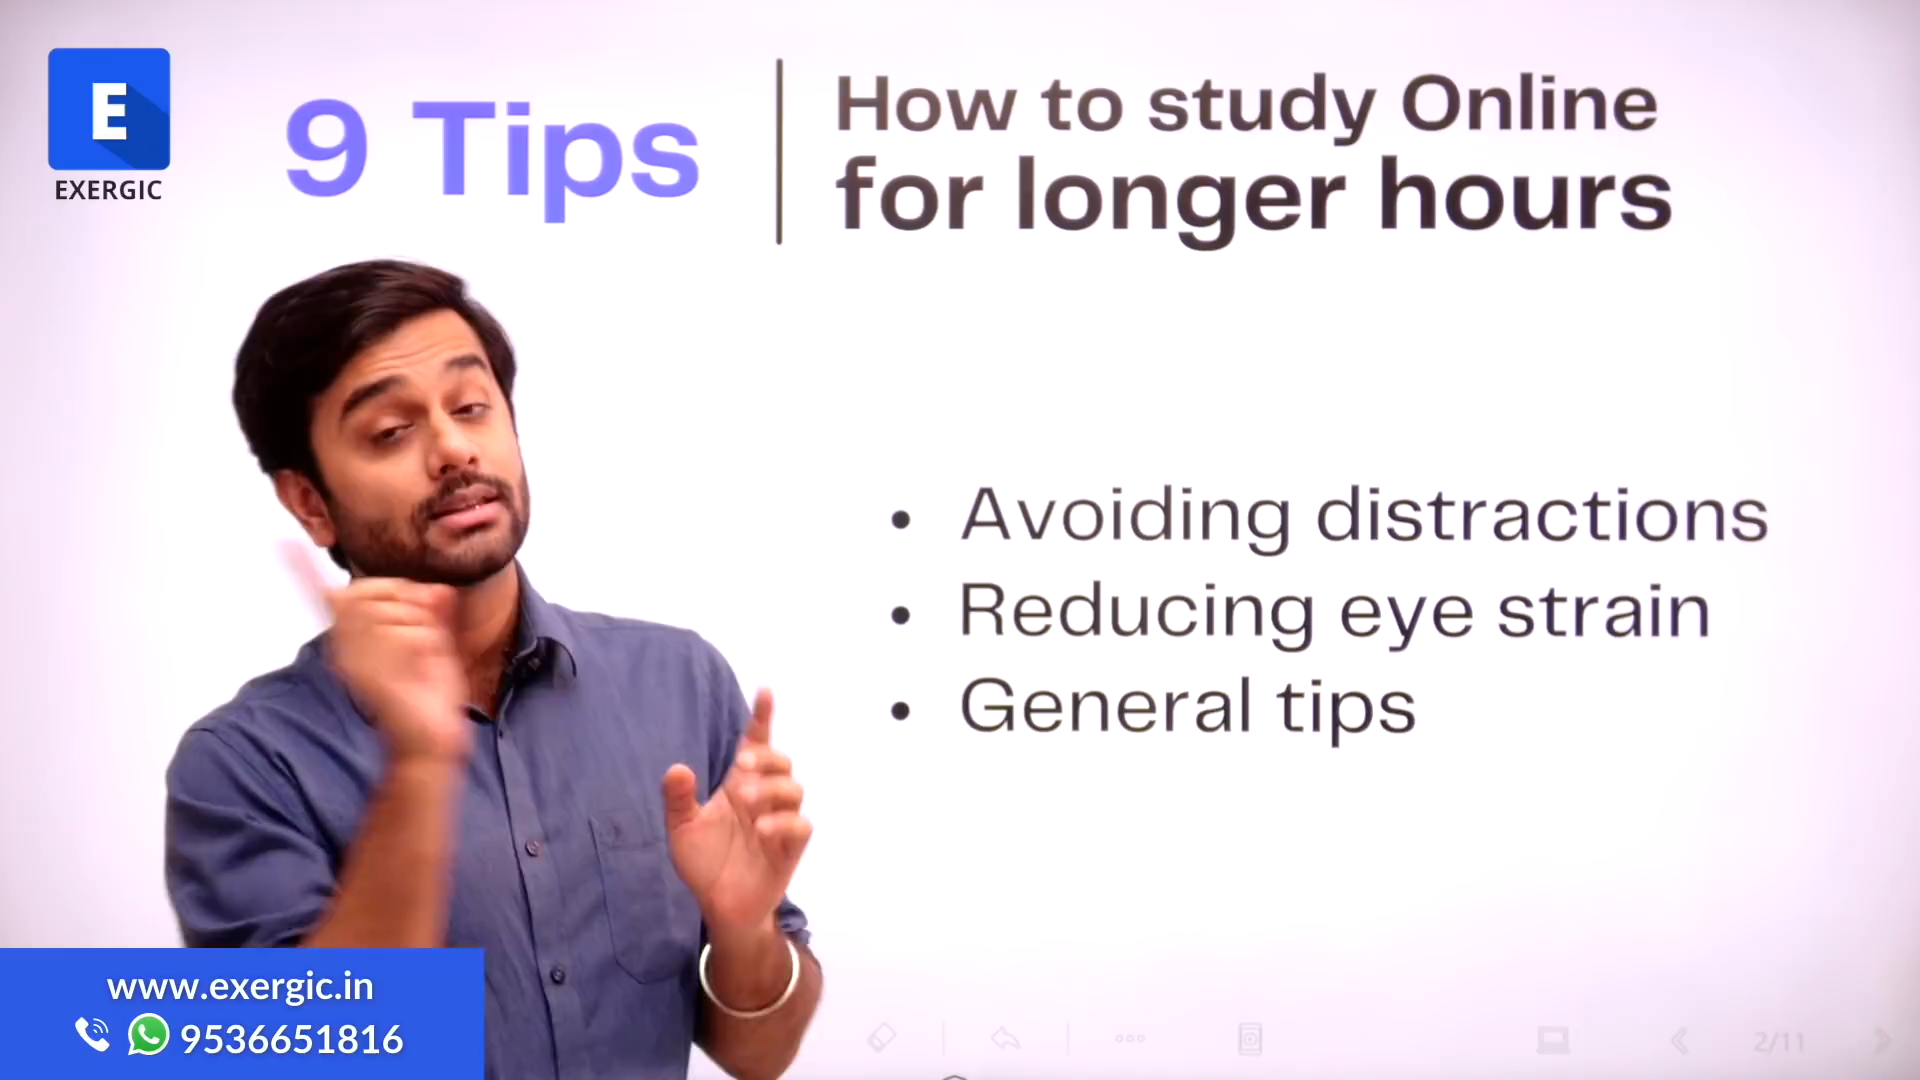 E
EXERGIC
9 Tips
How to study Online
for longer hours
• Avoiding distractions
• Reducing eye strain
• General tips
www.exergic.in
9536651816
2/11